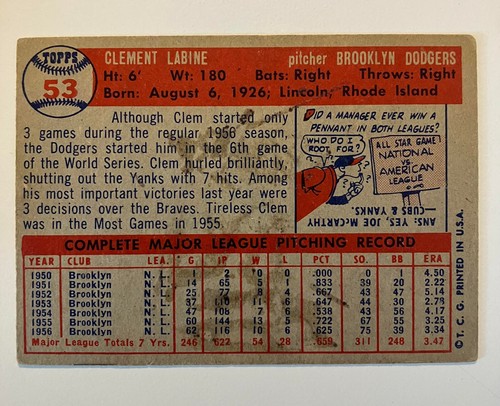 TOPPS
53
CLEMENT LABINE pitcher BROOKLYN DODGERS
Ht: 6' Wt: 180 Bats: Right Throws: Right
Born: August 6, 1926; Lincoln, Rhode Island
Although Clem started only
3 games during the regular 1956 season,
the Dodgers started him in the 6th game
of the World Series. Clem hurled brilliantly,
shutting out the Yanks with 7 hits. Among
his most important victories last year were
3 decisions over the Braves. Tireless Clem
was in the Most Games in 1955.
DID A MANAGER EVER WIN A
PENNANT IN BOTH LEAGUES?
WHO DO I
ROOT FOR?
ALL STAR GAME
NATIONAL
VS
AMERICAN
LEAGUE
ANS: YES, JOE McCARTHY
—CUBS & YANKS.
COMPLETE MAJOR LEAGUE PITCHING RECORD
YEAR CLUB LEA. G IP W L PCT. SO. BB ERA
1950 Brooklyn N. L. 1 2 0 0 .000 0 1 4.50
1951 Brooklyn N. L. 14 65 5 1 .833 39 20 2.22
1952 Brooklyn N. L. 25 77 8 4 .667 43 47 5.14
1953 Brooklyn N. L. 37 110 11 6 .647 44 30 2.78
1954 Brooklyn N. L. 47 108 7 6 .538 43 56
1955 Brooklyn N. L. 60 144 13 5 .722 67 55 3.25
1956 Brooklyn N. L. 62 116 10 6 .625 75 39 3.34
Major League Totals 7 Yrs. 246 622 54 28 .659 311 248 3.47
© T. C. G. PRINTED IN U.S.A.